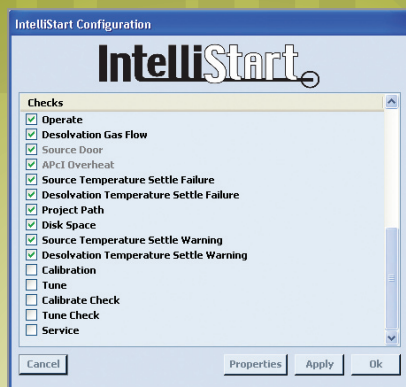 IntelliStart Configuration
IntelliStart
Checks
Operate
Desolvation Gas Flow
Source Door
APcI Overheat
Source Temperature Settle Failure
Desolvation Temperature Settle Failure
Project Path
Disk Space
Source Temperature Settle Warning
Desolvation Temperature Settle Warning
Calibration
Tune
Calibrate Check
Tune Check
Service
Cancel Properties Apply Ok